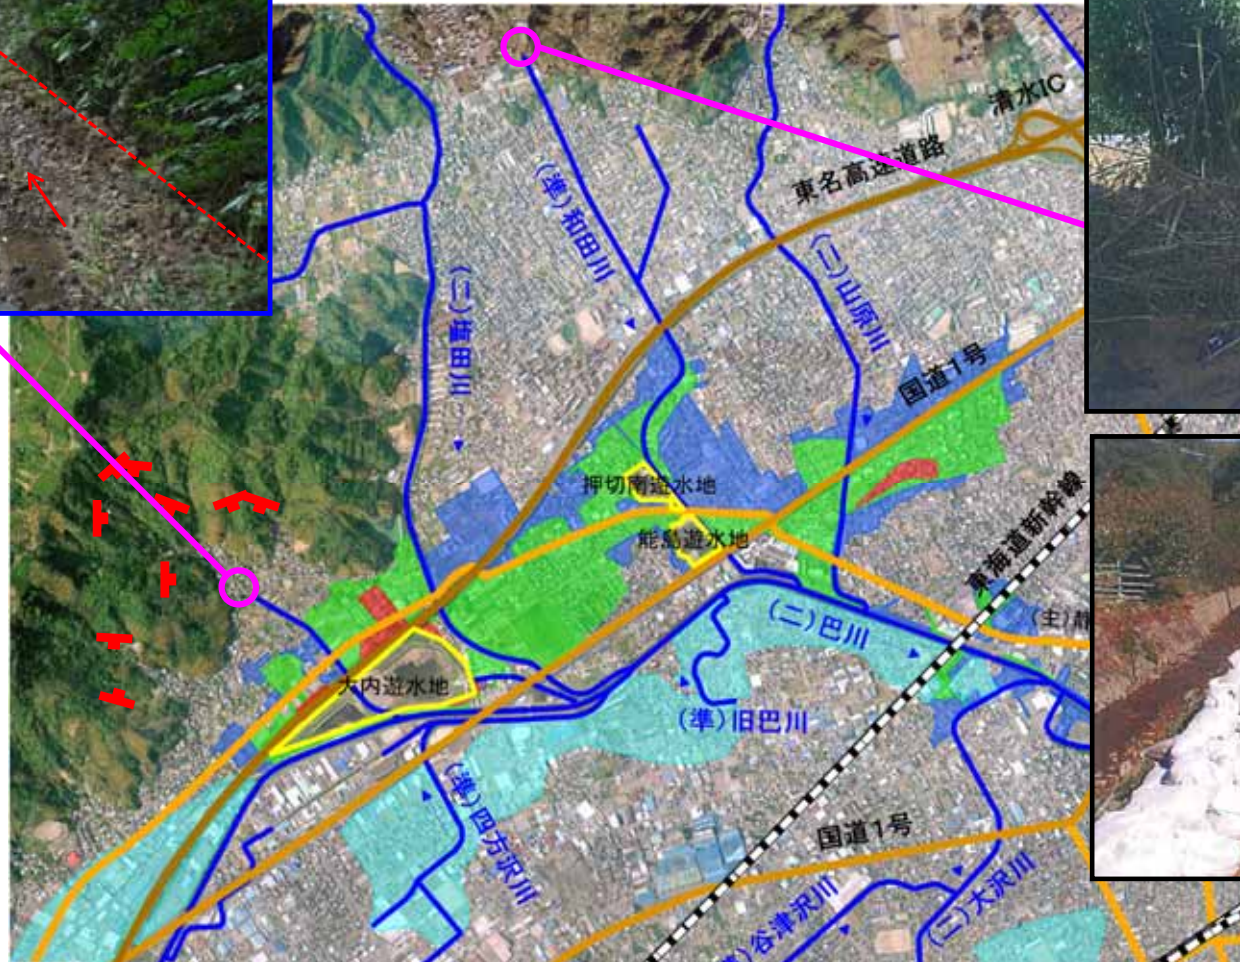 清水IC
東名高速道路
(準)和田川
(二)山原川
(二)塩田川
国道1号
押切南遊水地
能島遊水地
東海道新幹線
(二)巴川
(主)静
大内遊水地
(準)旧巴川
(準)四方沢川
国道1号
)谷津沢川
(二)大沢川